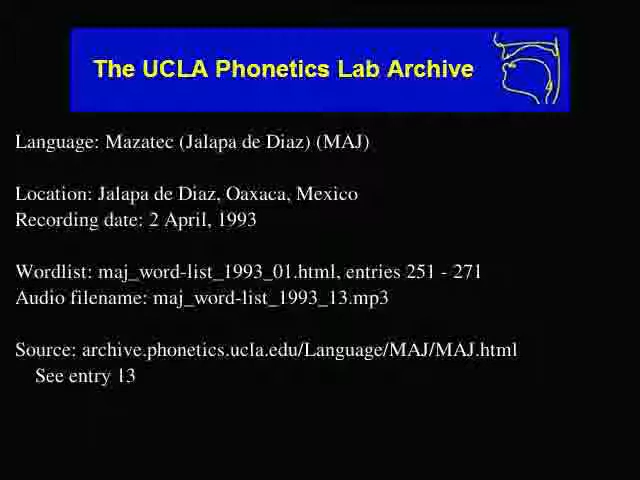 The UCLA Phonetics Lab Archive
Language: Mazatec (Jalapa de Diaz) (MAJ)
Location: Jalapa de Diaz, Oaxaca, Mexico
Recording date: 2 April, 1993
Wordlist: maj_word-list_1993_01.html, entries 251 - 271
Audio filename: maj_word-list_1993_13.mp3
Source: archive.phonetics.ucla.edu/Language/MAJ/MAJ.html
See entry 13